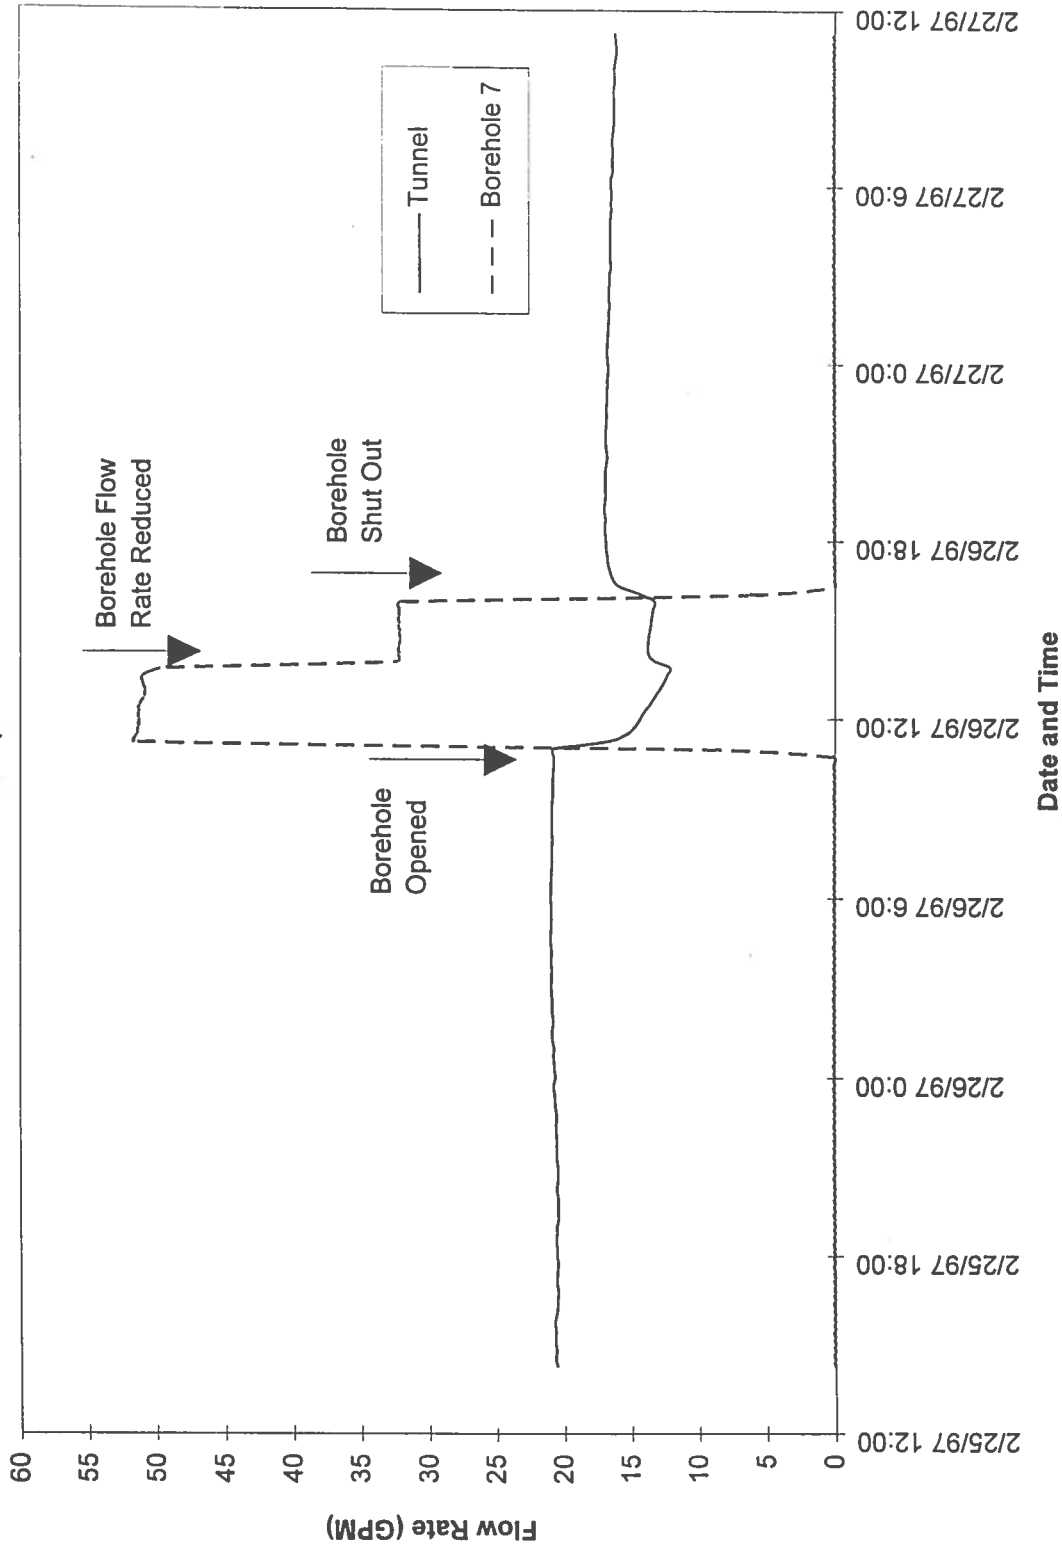 60
55
50
45
40
35
30
25
20
15
10
5
0
Flow Rate (GPM)
Borehole Flow
Rate Reduced
Borehole
Shut Out
Borehole
Opened
Tunnel
Borehole 7
2/25/97 12:00
2/25/97 18:00
2/26/97 0:00
2/26/97 6:00
2/26/97 12:00
2/26/97 18:00
2/27/97 0:00
2/27/97 6:00
2/27/97 12:00
Date and Time